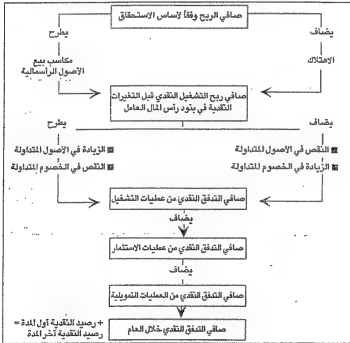 صافي الربح وفقاً لأساس الاستحقاق
يطرح
يضاف
مكاسب بيع
الأصول الرأسمالية
الاهتلاك
صافي ربح التشغيل النقدي قبل التغيرات
النقدية في بنود رأس المال العامل
يطرح
يضاف
الزيادة في الأصول المتداولة
النقص في الأصول المتداولة
النقص في الخصوم المتداولة
الزيادة في الخصوم المتداولة
صافي التدفق النقدي من عمليات التشغيل
يضاف
صافي التدفق النقدي من عمليات الاستثمار
يضاف
صافي التدفق النقدي من العمليات التمويلية
صافي التدفق النقدي خلال العام
+ رصيد النقدية أول المدة =
رصيد النقدية آخر المدة